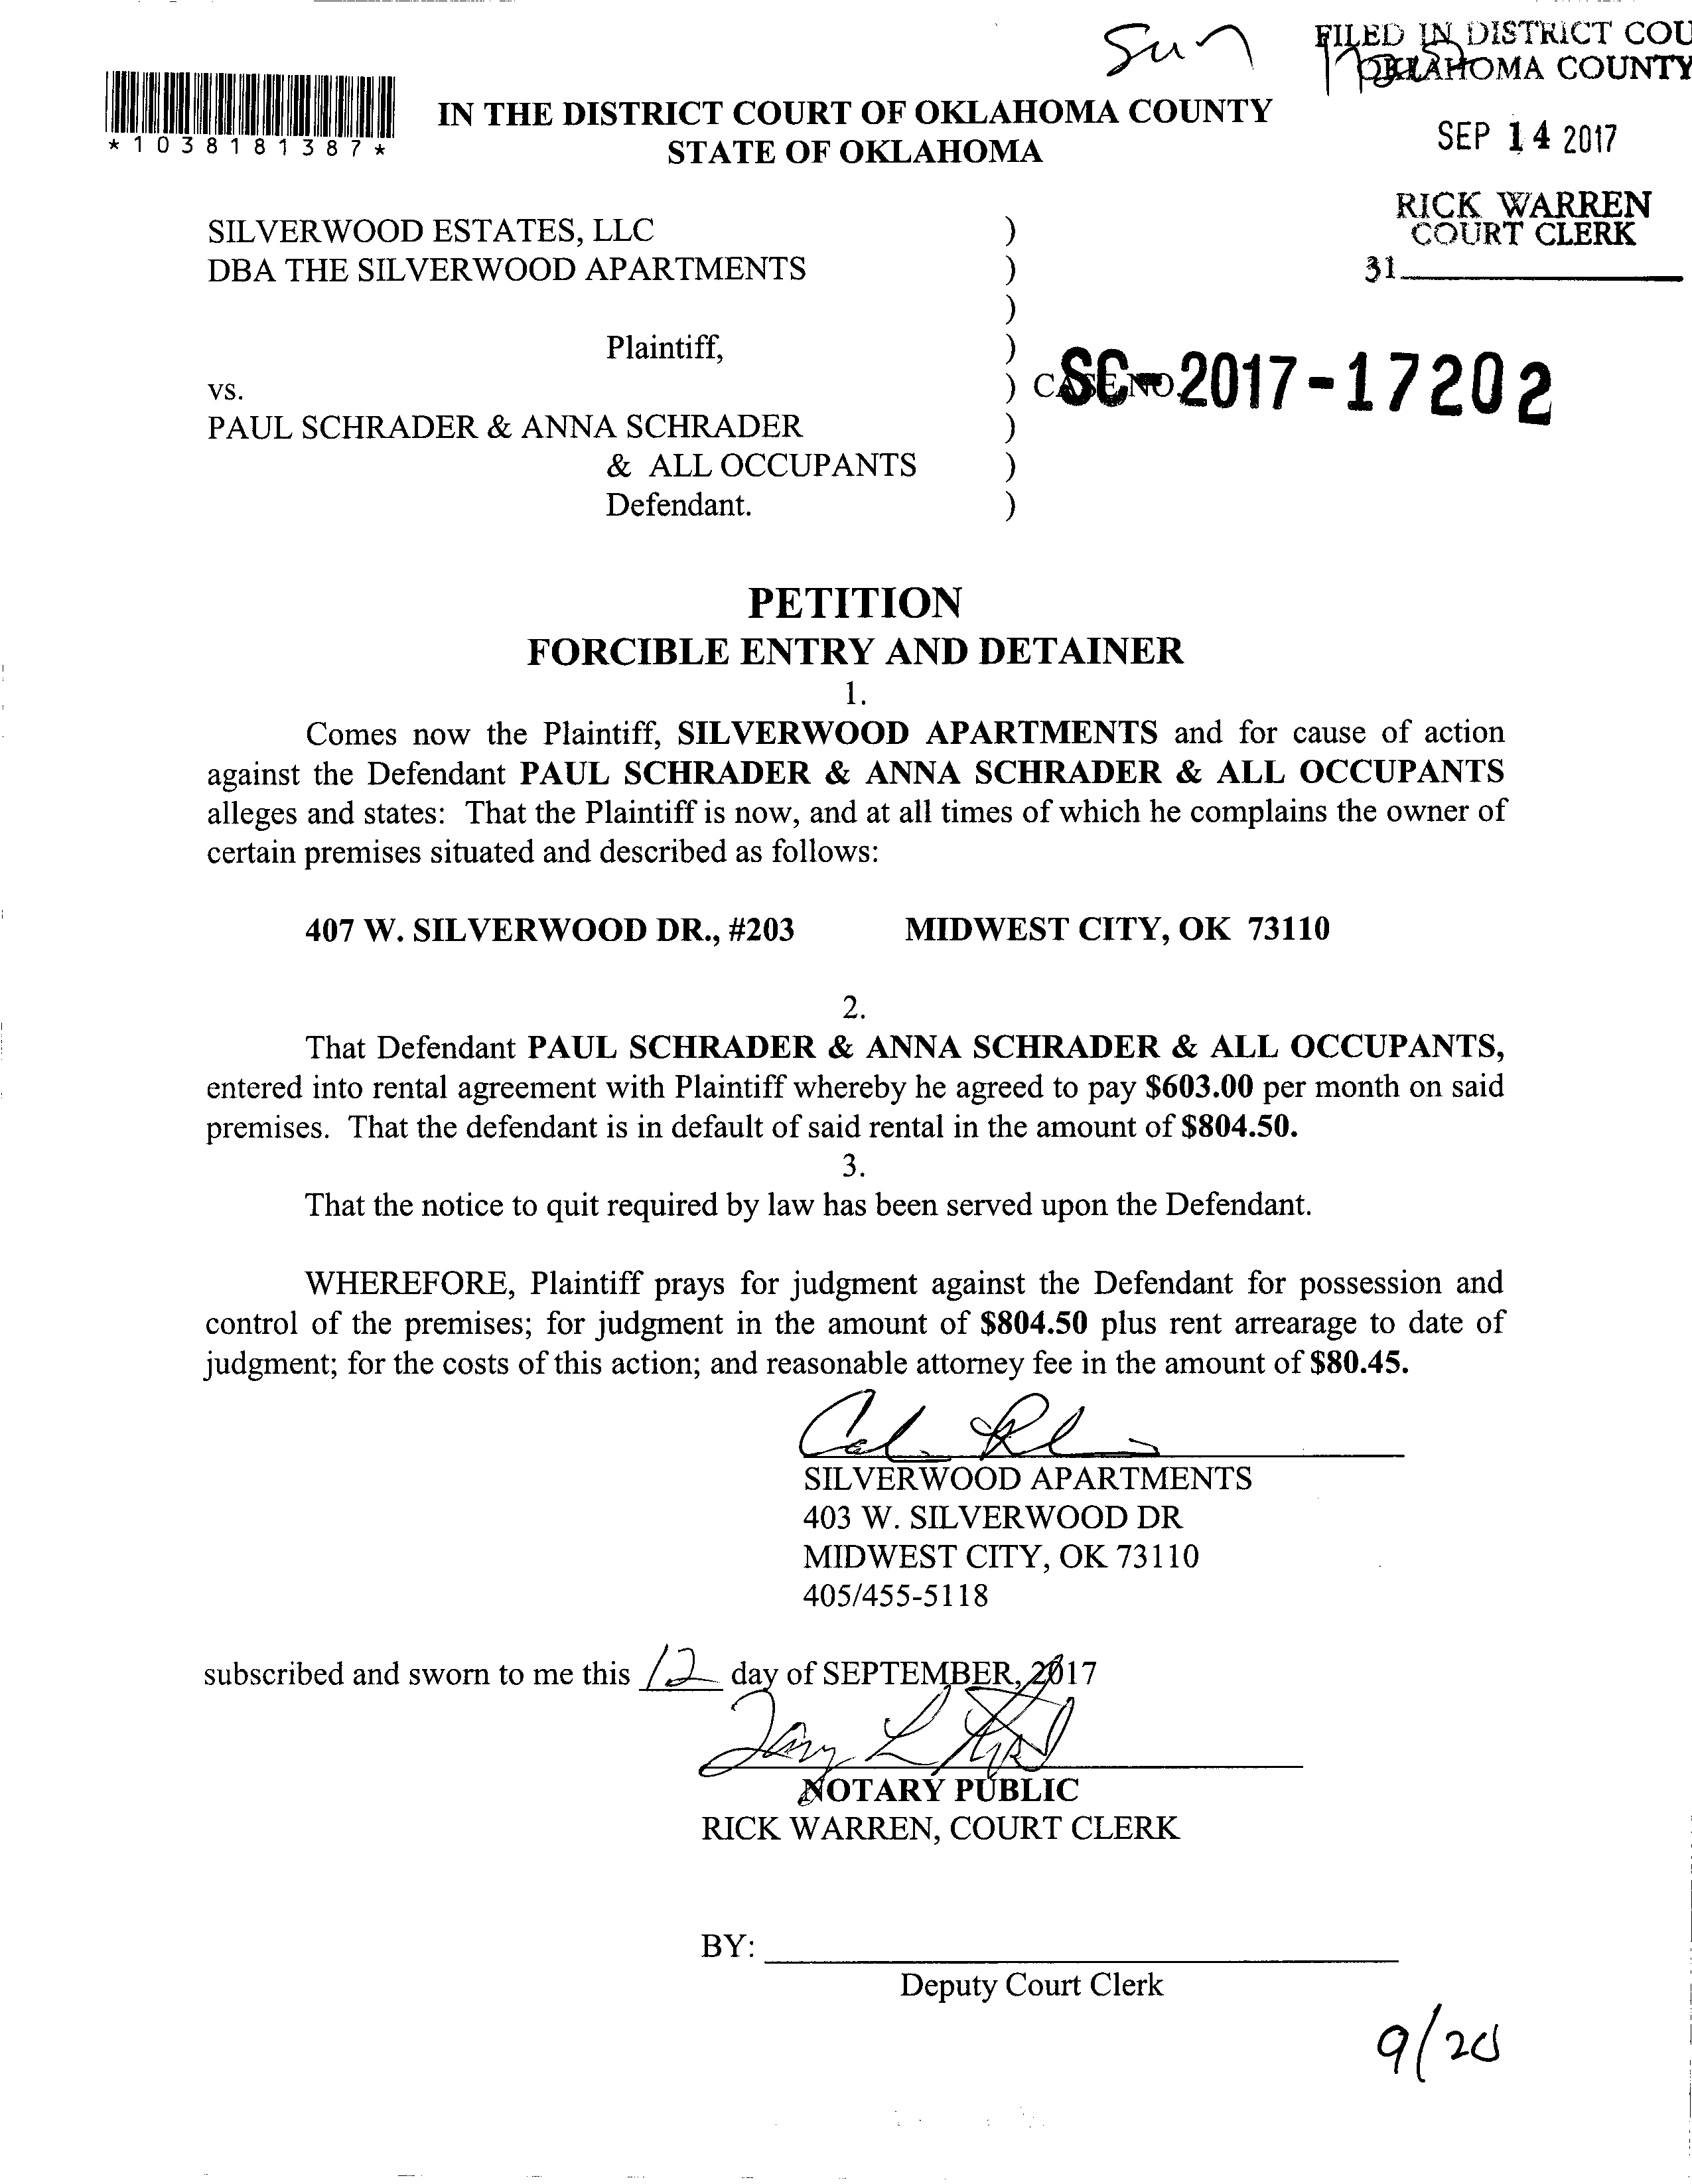 Sun
FILED IN DISTRICT COU
OKLAHOMA COUNTY
*1038181387*
IN THE DISTRICT COURT OF OKLAHOMA COUNTY
STATE OF OKLAHOMA
SEP 14 2017
RICK WARREN
COURT CLERK
31
SILVERWOOD ESTATES, LLC )
DBA THE SILVERWOOD APARTMENTS )
)
Plaintiff, )
vs. ) CASE NO. SC-2017-17202
PAUL SCHRADER & ANNA SCHRADER )
& ALL OCCUPANTS )
Defendant. )
PETITION
FORCIBLE ENTRY AND DETAINER
1.
Comes now the Plaintiff, SILVERWOOD APARTMENTS and for cause of action
against the Defendant PAUL SCHRADER & ANNA SCHRADER & ALL OCCUPANTS
alleges and states: That the Plaintiff is now, and at all times of which he complains the owner of
certain premises situated and described as follows:
407 W. SILVERWOOD DR., #203 MIDWEST CITY, OK 73110
2.
That Defendant PAUL SCHRADER & ANNA SCHRADER & ALL OCCUPANTS,
entered into rental agreement with Plaintiff whereby he agreed to pay $603.00 per month on said
premises. That the defendant is in default of said rental in the amount of $804.50.
3.
That the notice to quit required by law has been served upon the Defendant.
WHEREFORE, Plaintiff prays for judgment against the Defendant for possession and
control of the premises; for judgment in the amount of $804.50 plus rent arrearage to date of
judgment; for the costs of this action; and reasonable attorney fee in the amount of $80.45.
SILVERWOOD APARTMENTS
403 W. SILVERWOOD DR
MIDWEST CITY, OK 73110
405/455-5118
subscribed and sworn to me this 12 day of SEPTEMBER, 2017
NOTARY PUBLIC
RICK WARREN, COURT CLERK
BY:
Deputy Court Clerk
9/20